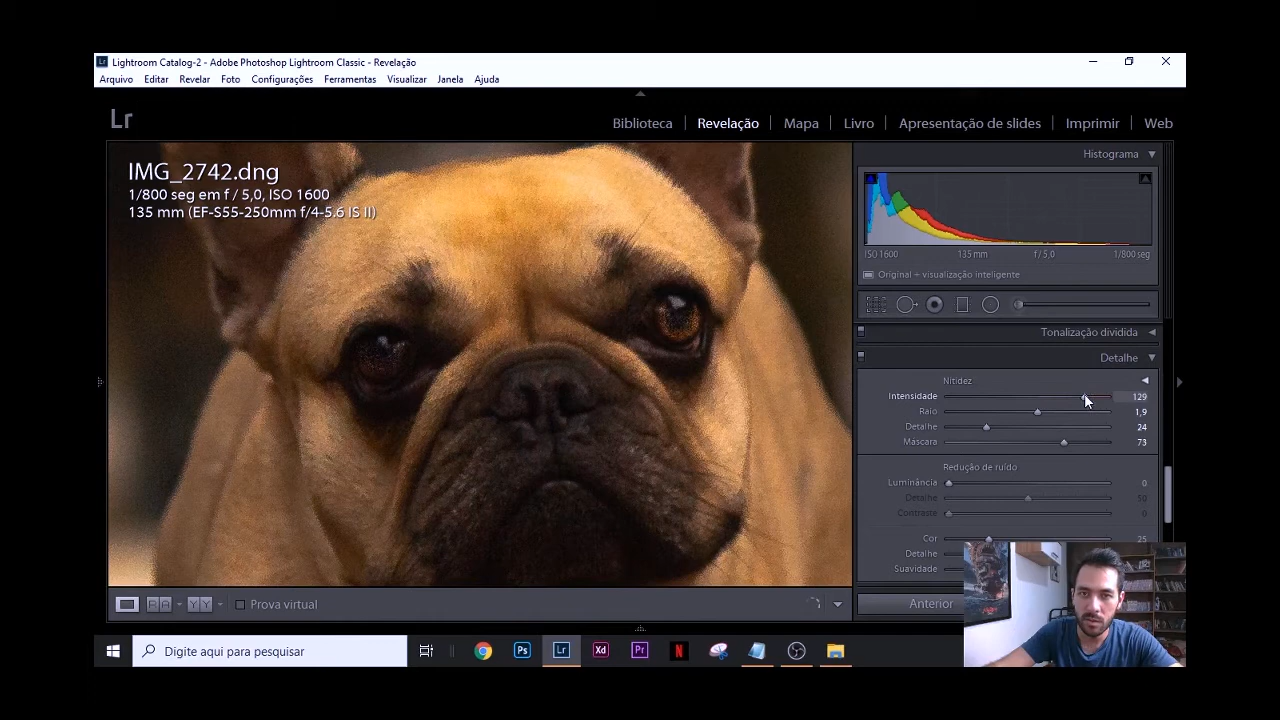 Lightroom Catalog-2 - Adobe Photoshop Lightroom Classic - Revelação
Arquivo Editar Revelar Foto Configurações Ferramentas Visualizar Janela Ajuda
Lr Biblioteca Revelação Mapa Livro Apresentação de slides Imprimir Web
IMG_2742.dng
1/800 seg em f / 5,0, ISO 1600
135 mm (EF-S55-250mm f/4-5.6 IS II)
Histograma
ISO 1600 135 mm f / 5,0 1/800 seg
Original + visualização inteligente
Tonalização dividida
Detalhe
Nitidez
Intensidade 129
Raio 1,9
Detalhe 24
Máscara 73
Redução de ruído
Luminância 0
Detalhe 50
Contraste 0
Cor 25
Detalhe
Suavidade
Anterior
R A Y Y Prova virtual
Digite aqui para pesquisar
Ps Lr Xd Pr N